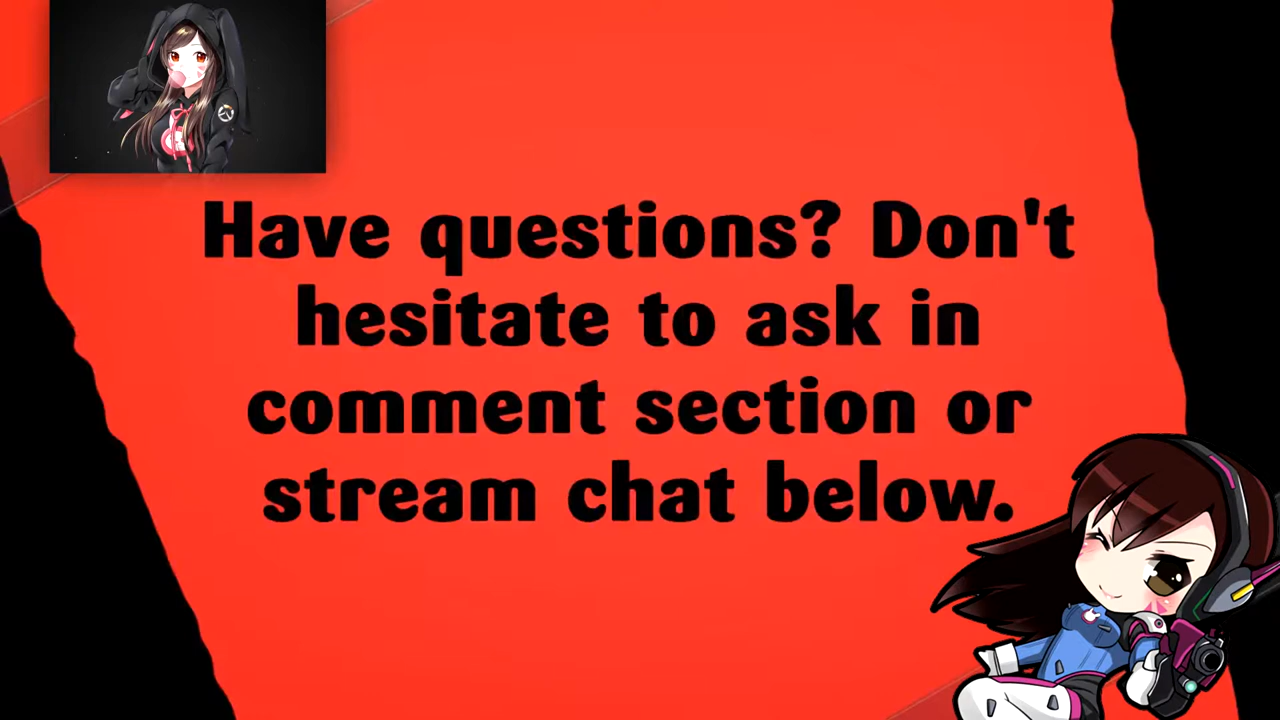 Have questions? Don't
hesitate to ask in
comment section or
stream chat below.